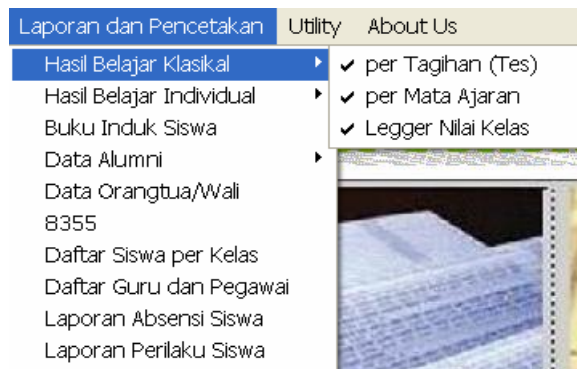 Laporan dan Pencetakan Utility About Us
Hasil Belajar Klasikal
per Tagihan (Tes)
per Mata Ajaran
Legger Nilai Kelas
Hasil Belajar Individual
Buku Induk Siswa
Data Alumni
Data Orangtua/Wali
8355
Daftar Siswa per Kelas
Daftar Guru dan Pegawai
Laporan Absensi Siswa
Laporan Perilaku Siswa